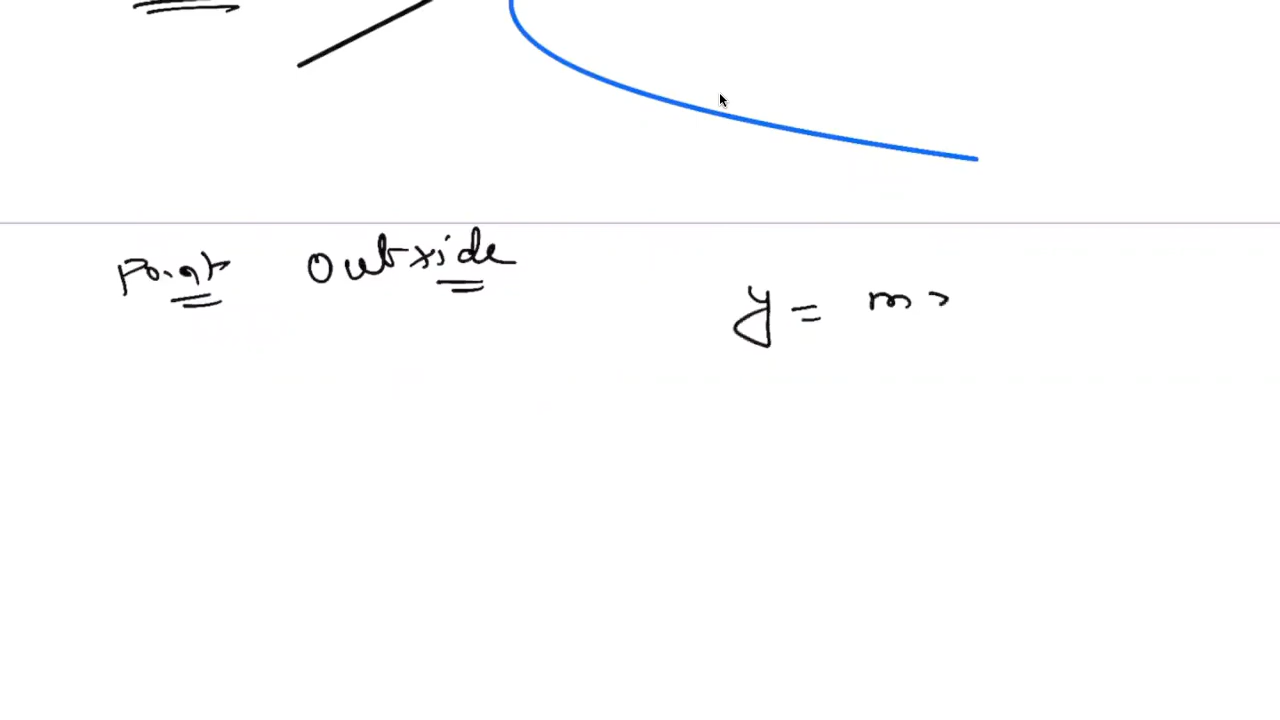 Point outside
y = mx